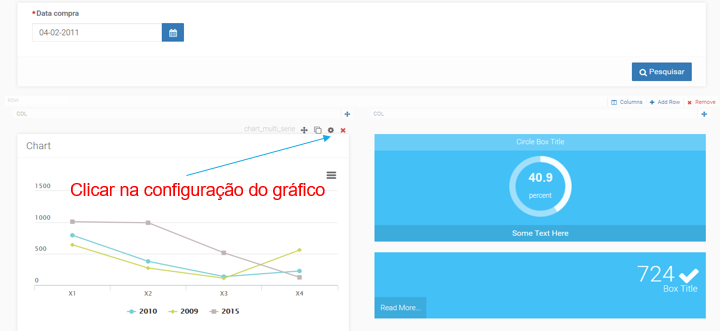 *Data compra
04-02-2011
Pesquisar
Columns Add Row Remove
COL
COL
chart_multi_serie
Chart
Clicar na configuração do gráfico
1500
1000
500
0
X1 X2 X3 X4
2010 2009 2015
Circle Box Title
40.9
percent
Some Text Here
724
Box Title
Read More...